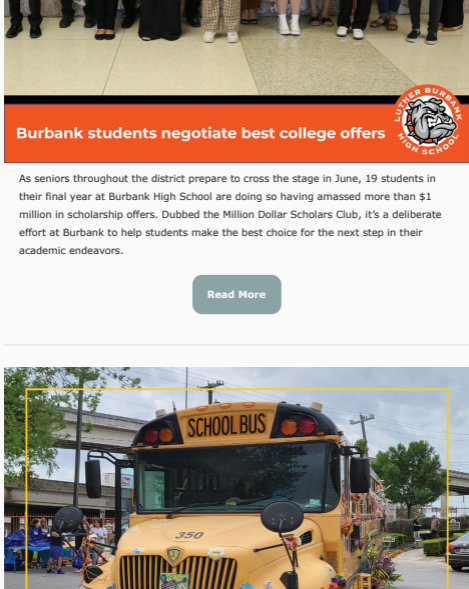 Burbank students negotiate best college offers
LUTHER BURBANK
HIGH SCHOOL
As seniors throughout the district prepare to cross the stage in June, 19 students in
their final year at Burbank High School are doing so having amassed more than $1
million in scholarship offers. Dubbed the Million Dollar Scholars Club, it’s a deliberate
effort at Burbank to help students make the best choice for the next step in their
academic endeavors.
Read More
SCHOOL BUS
350